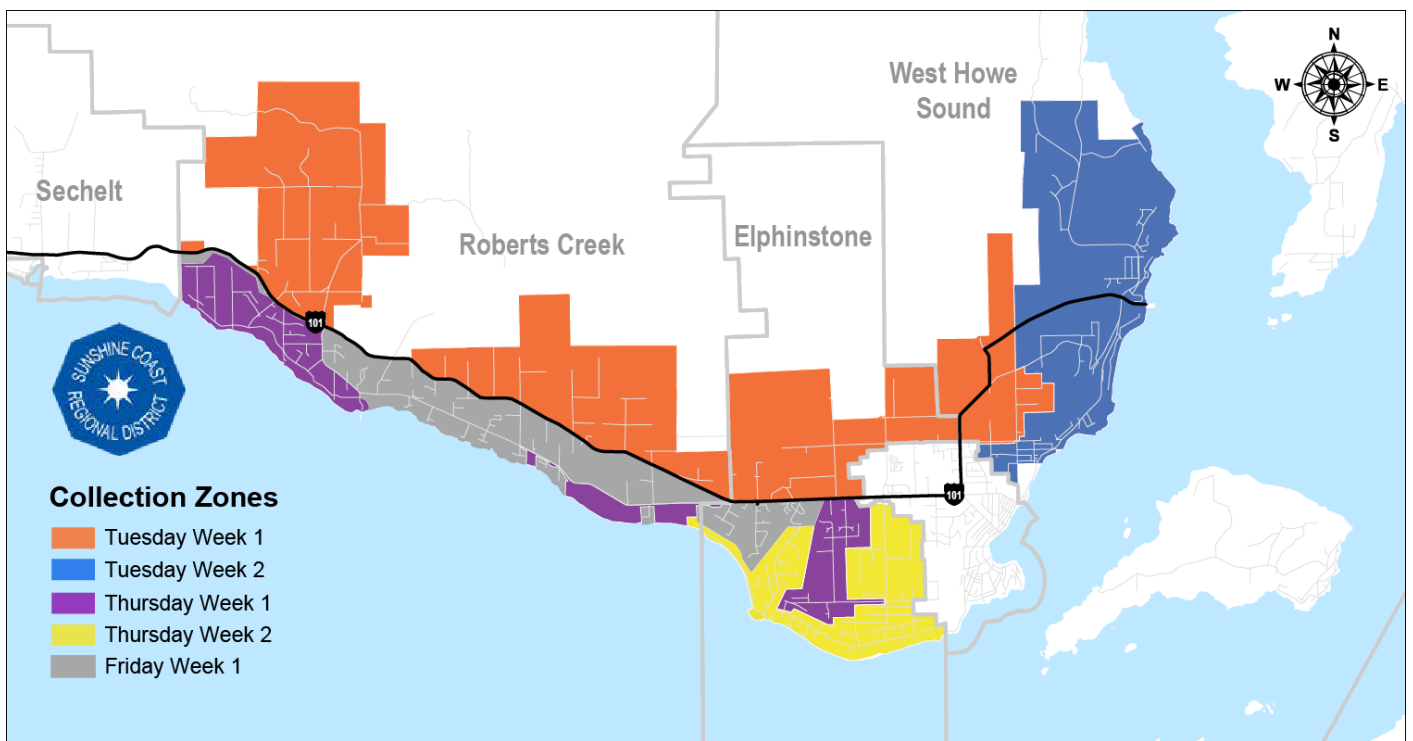 West Howe
Sound
N
W
E
S
Sechelt
Roberts Creek
Elphinstone
101
SUNSHINE COAST
REGIONAL DISTRICT
101
Collection Zones
Tuesday Week 1
Tuesday Week 2
Thursday Week 1
Thursday Week 2
Friday Week 1